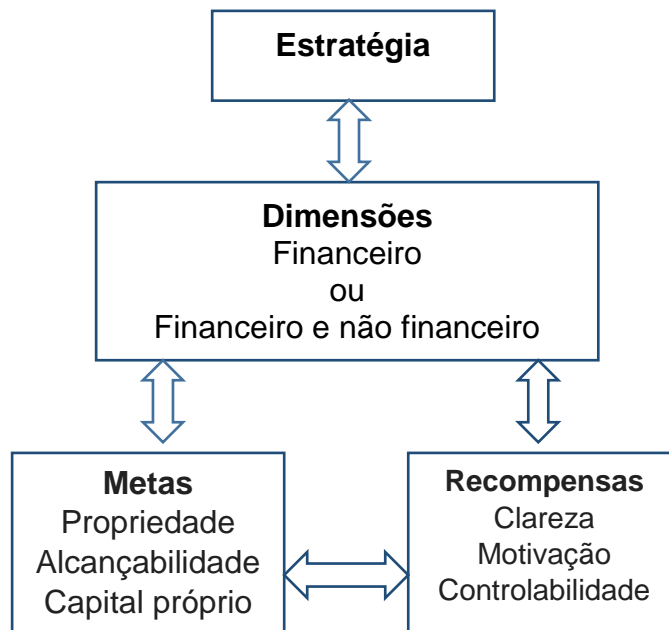 Estratégia
Dimensões
Financeiro
ou
Financeiro e não financeiro
Metas
Propriedade
Alcançabilidade
Capital próprio
Recompensas
Clareza
Motivação
Controlabilidade